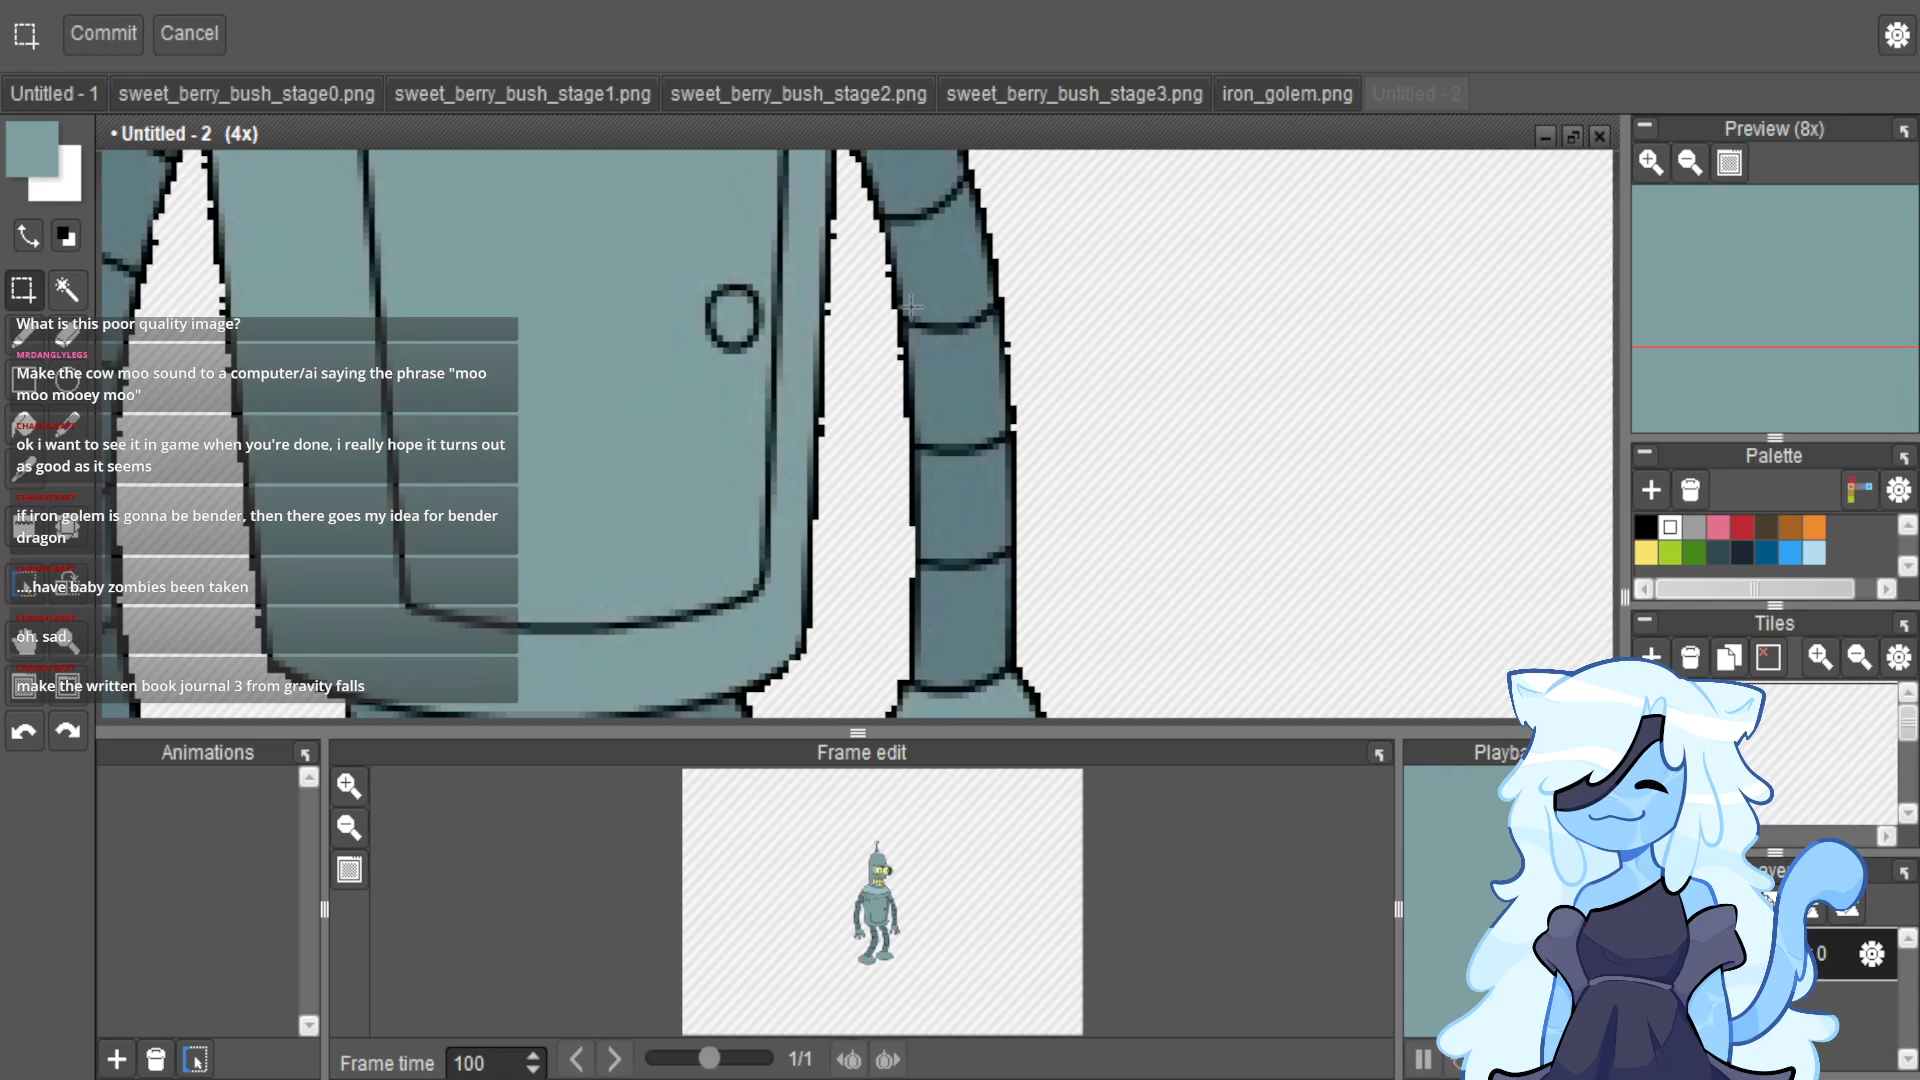 Commit Cancel
Untitled - 1 sweet_berry_bush_stage0.png sweet_berry_bush_stage1.png sweet_berry_bush_stage2.png sweet_berry_bush_stage3.png iron_golem.png Untitled - 2
• Untitled - 2 (4x)
Preview (8x)
What is this poor quality image?
MRDANGLYLEGS
Make the cow moo sound to a computer/ai saying the phrase "moo
moo mooey moo"
ok i want to see it in game when you're done, i really hope it turns out
as good as it seems
if iron golem is gonna be bender, then there goes my idea for bender
dragon
....have baby zombies been taken
oh. sad.
make the written book journal 3 from gravity falls
Palette
Tiles
Animations
Frame edit
Frame time 100
1/1
0